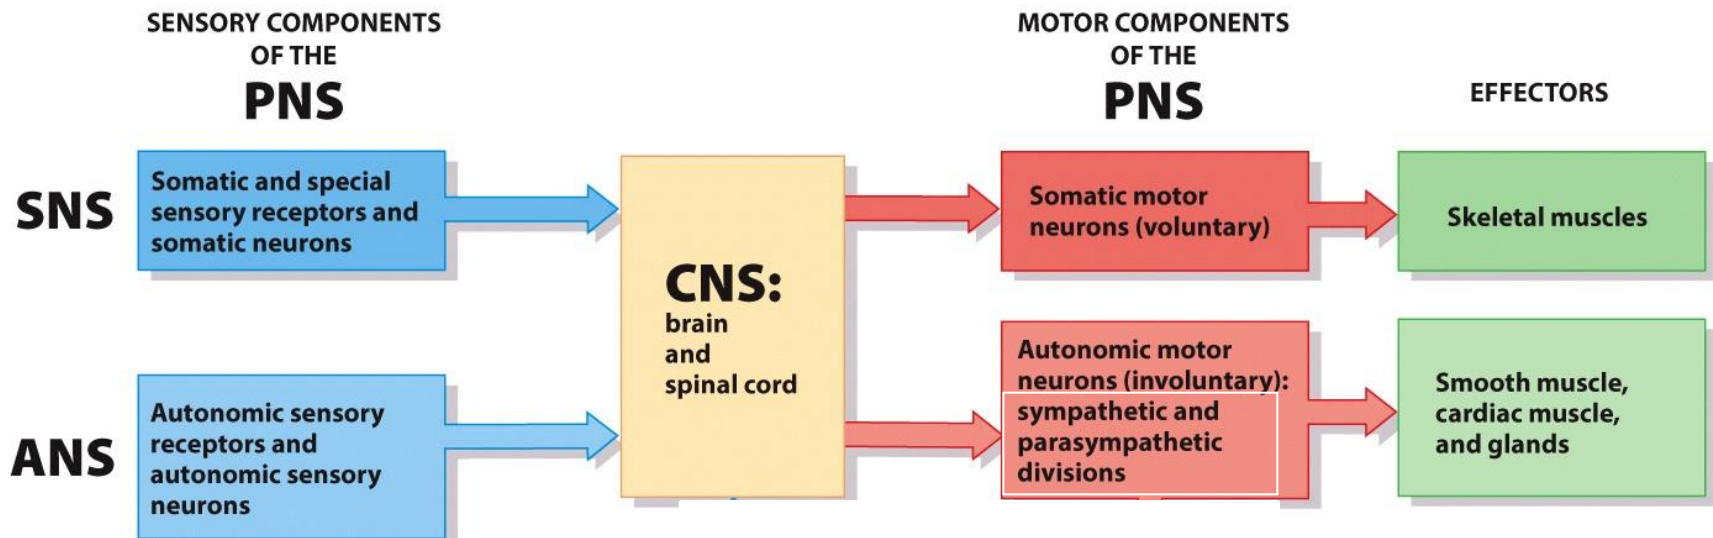 SENSORY COMPONENTS
OF THE
PNS
MOTOR COMPONENTS
OF THE
PNS
EFFECTORS
SNS
Somatic and special
sensory receptors and
somatic neurons
CNS:
brain
and
spinal cord
Somatic motor
neurons (voluntary)
Skeletal muscles
ANS
Autonomic sensory
receptors and
autonomic sensory
neurons
Autonomic motor
neurons (involuntary):
sympathetic and
parasympathetic
divisions
Smooth muscle,
cardiac muscle,
and glands